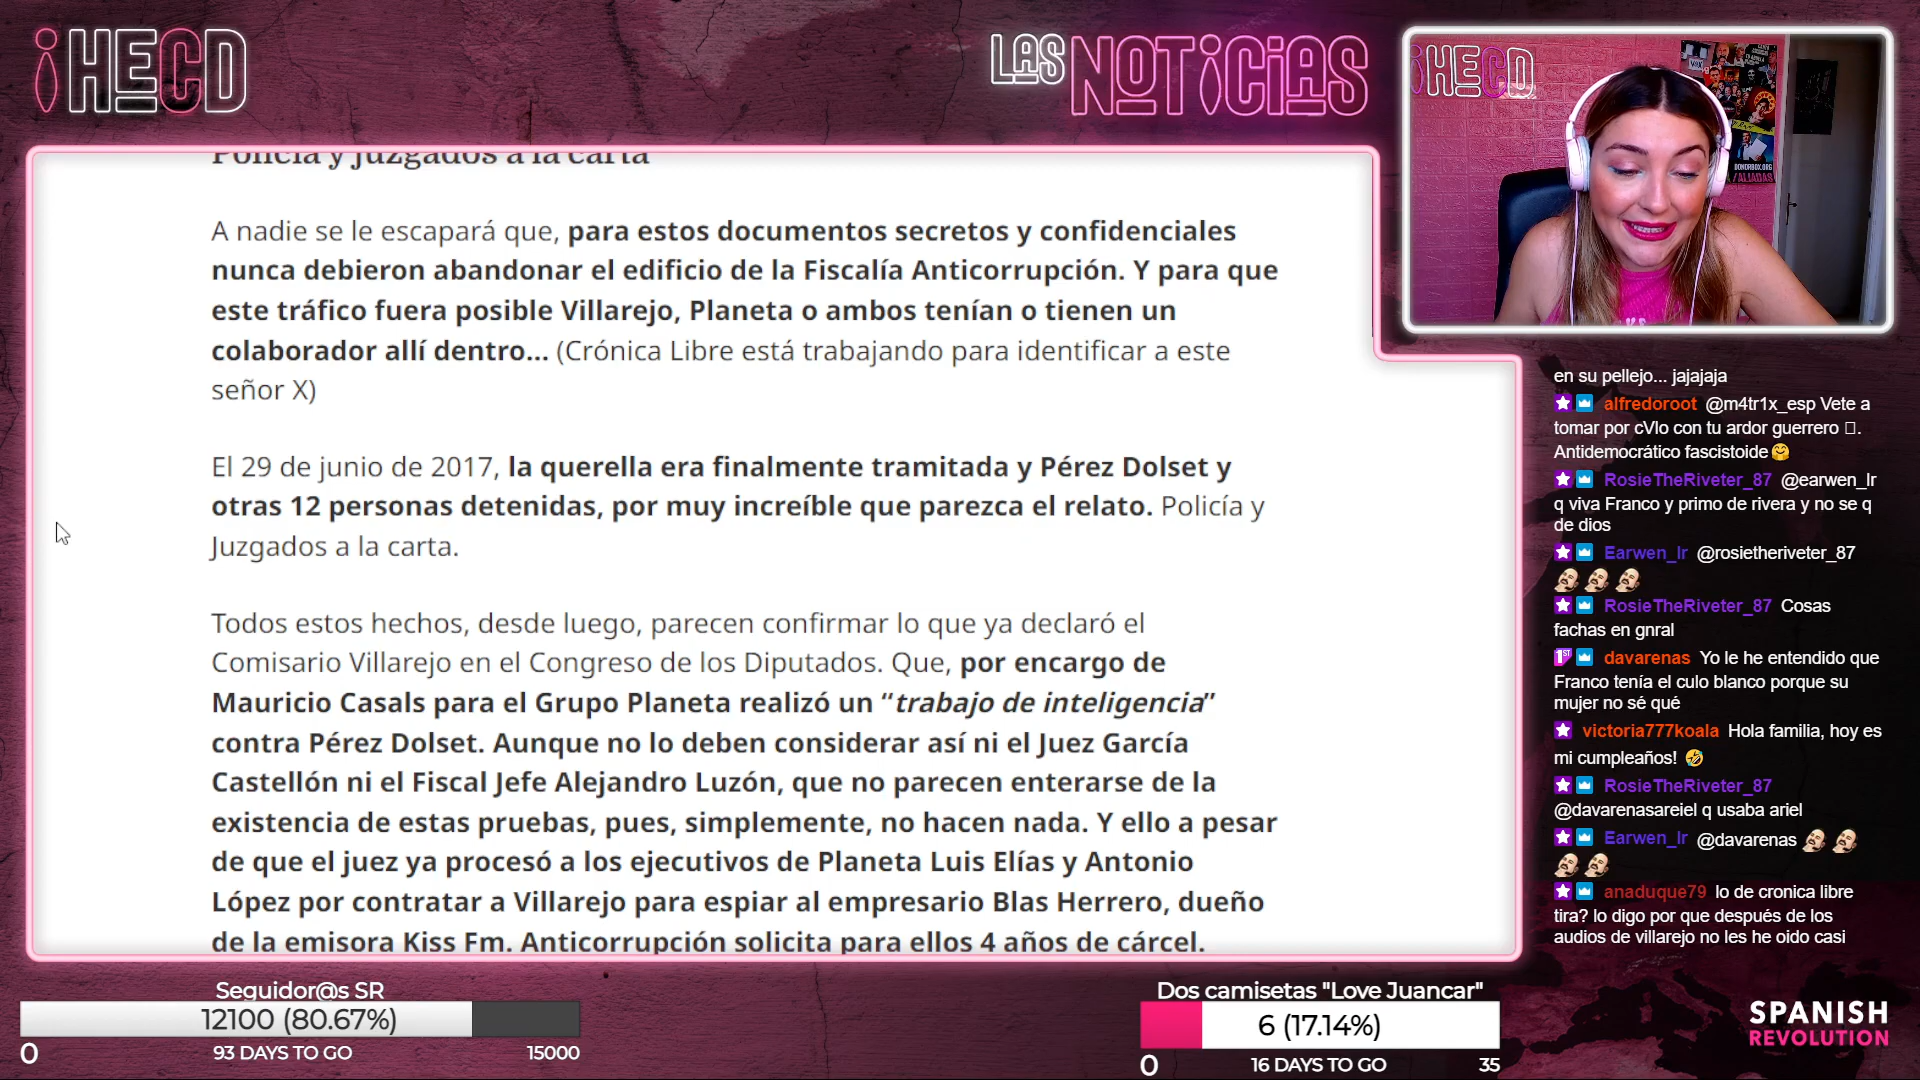 ¡HECD
LAS NOTICIAS
¡HECD
Policía y juzgados a la carta
A nadie se le escapará que, para estos documentos secretos y confidenciales
nunca debieron abandonar el edificio de la Fiscalía Anticorrupción. Y para que
este tráfico fuera posible Villarejo, Planeta o ambos tenían o tienen un
colaborador allí dentro... (Crónica Libre está trabajando para identificar a este
señor X)
El 29 de junio de 2017, la querella era finalmente tramitada y Pérez Dolset y
otras 12 personas detenidas, por muy increíble que parezca el relato. Policía y
Juzgados a la carta.
Todos estos hechos, desde luego, parecen confirmar lo que ya declaró el
Comisario Villarejo en el Congreso de los Diputados. Que, por encargo de
Mauricio Casals para el Grupo Planeta realizó un “trabajo de inteligencia”
contra Pérez Dolset. Aunque no lo deben considerar así ni el Juez García
Castellón ni el Fiscal Jefe Alejandro Luzón, que no parecen enterarse de la
existencia de estas pruebas, pues, simplemente, no hacen nada. Y ello a pesar
de que el juez ya procesó a los ejecutivos de Planeta Luis Elías y Antonio
López por contratar a Villarejo para espiar al empresario Blas Herrero, dueño
de la emisora Kiss Fm. Anticorrupción solicita para ellos 4 años de cárcel.
en su pellejo... jajajaja
alfredoroot @m4tr1x_esp Vete a
tomar por cVlo con tu ardor guerrero.
Antidemocrático fascistoide
RosieTheRiveter_87 @earwen_lr
q viva Franco y primo de rivera y no se q
de dios
Earwen_lr @rosietheriveter_87
RosieTheRiveter_87 Cosas
fachas en gnral
1ST davarenas Yo le he entendido que
Franco tenía el culo blanco porque su
mujer no sé qué
victoria777koala Hola familia, hoy es
mi cumpleaños!
RosieTheRiveter_87
@davarenasareiel q usaba ariel
Earwen_lr @davarenas
anaduque79 lo de cronica libre
tira? lo digo por que después de los
audios de villarejo no les he oido casi
Seguidor@s SR
12100 (80.67%)
0 93 DAYS TO GO 15000
Dos camisetas "Love Juancar"
6 (17.14%)
0 16 DAYS TO GO 35
SPANISH
REVOLUTION